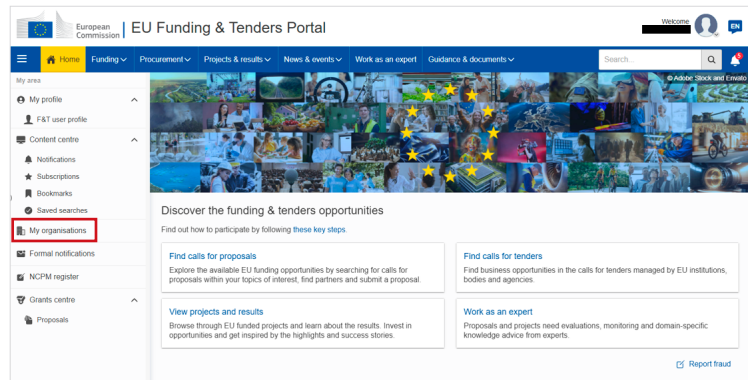 European Commission
EU Funding & Tenders Portal
Welcome
EN
Home Funding Procurement Projects & results News & events Work as an expert Guidance & documents Search...
My area
© Adobe Stock and Envato
My profile
F&T user profile
Content centre
Notifications
Subscriptions
Bookmarks
Saved searches
My organisations
Formal notifications
NCPM register
Grants centre
Proposals
Discover the funding & tenders opportunities
Find out how to participate by following these key steps.
Find calls for proposals
Explore the available EU funding opportunities by searching for calls for
proposals within your topics of interest, find partners and submit a proposal.
Find calls for tenders
Find business opportunities in the calls for tenders managed by EU institutions,
bodies and agencies.
View projects and results
Browse through EU funded projects and learn about the results. Invest in
opportunities and get inspired by the highlights and success stories.
Work as an expert
Proposals and projects need evaluations, monitoring and domain-specific
knowledge advice from experts.
Report fraud